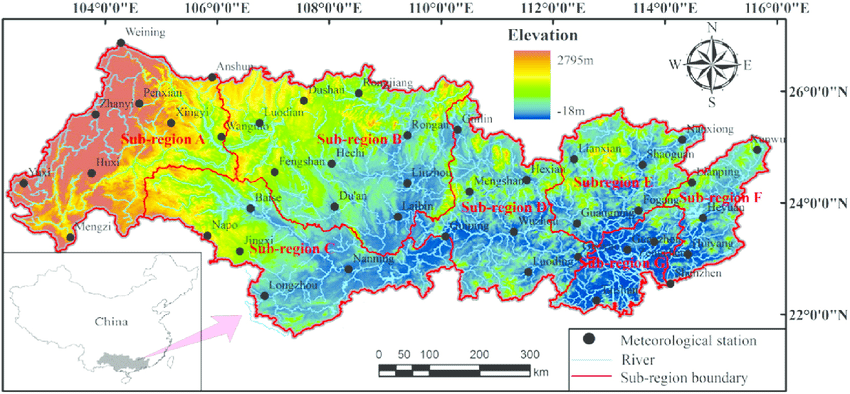 104°0'0"E
106°0'0"E
108°0'0"E
110°0'0"E
112°0'0"E
114°0'0"E
116°0'0"E
Weining
Elevation
2795m
-18m
N
W
E
S
26°0'0"N
24°0'0"N
22°0'0"N
Anshun
Penxian
Zhanyi
Xingyi
Dushan
Rongjiang
Luodian
Wangmo
Sub-region A
Sub-region B
Rongan
Guilin
Nanxiong
Xunwu
Lianxian
Shaoguan
Hechi
Fengshan
Huxi
Yuxi
Liuzhou
Hexian
Mengshan
Subregion E
Lianping
Sub-region F
Fogang
Heyuan
Baise
Du'an
Laibin
Sub-region D
Guangning
Mengzi
Napo
Jingxi
Sub-region C
Guiping
Wuzhou
Nanning
Luoding
Sub-region G
Huiyang
Shenzhen
Longzhou
China
0 50 100 200 300
km
Meteorological station
River
Sub-region boundary